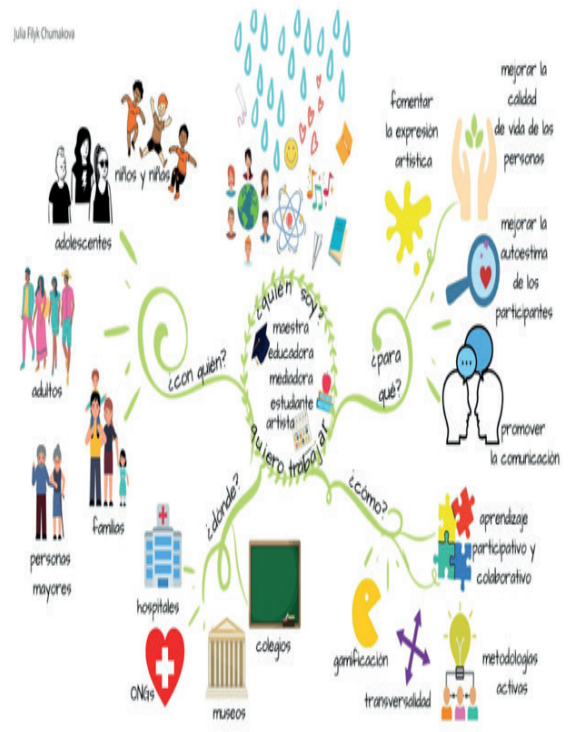 Julia Filyk Chumakova
niños y niñas
adolescentes
adultos
familias
personas
mayores
¿con quién?
¿quién soy?
maestra
educadora
mediadora
estudiante
artista
quiero trabajar
¿para
qué?
fomentar
la expresión
artística
mejorar la
calidad
de vida de las
personas
mejorar la
autoestima
de los
participantes
promover
la comunicación
¿dónde?
hospitales
ONGs
museos
colegios
¿cómo?
aprendizaje
participativo y
colaborativo
gamificación
transversalidad
metodologías
activas